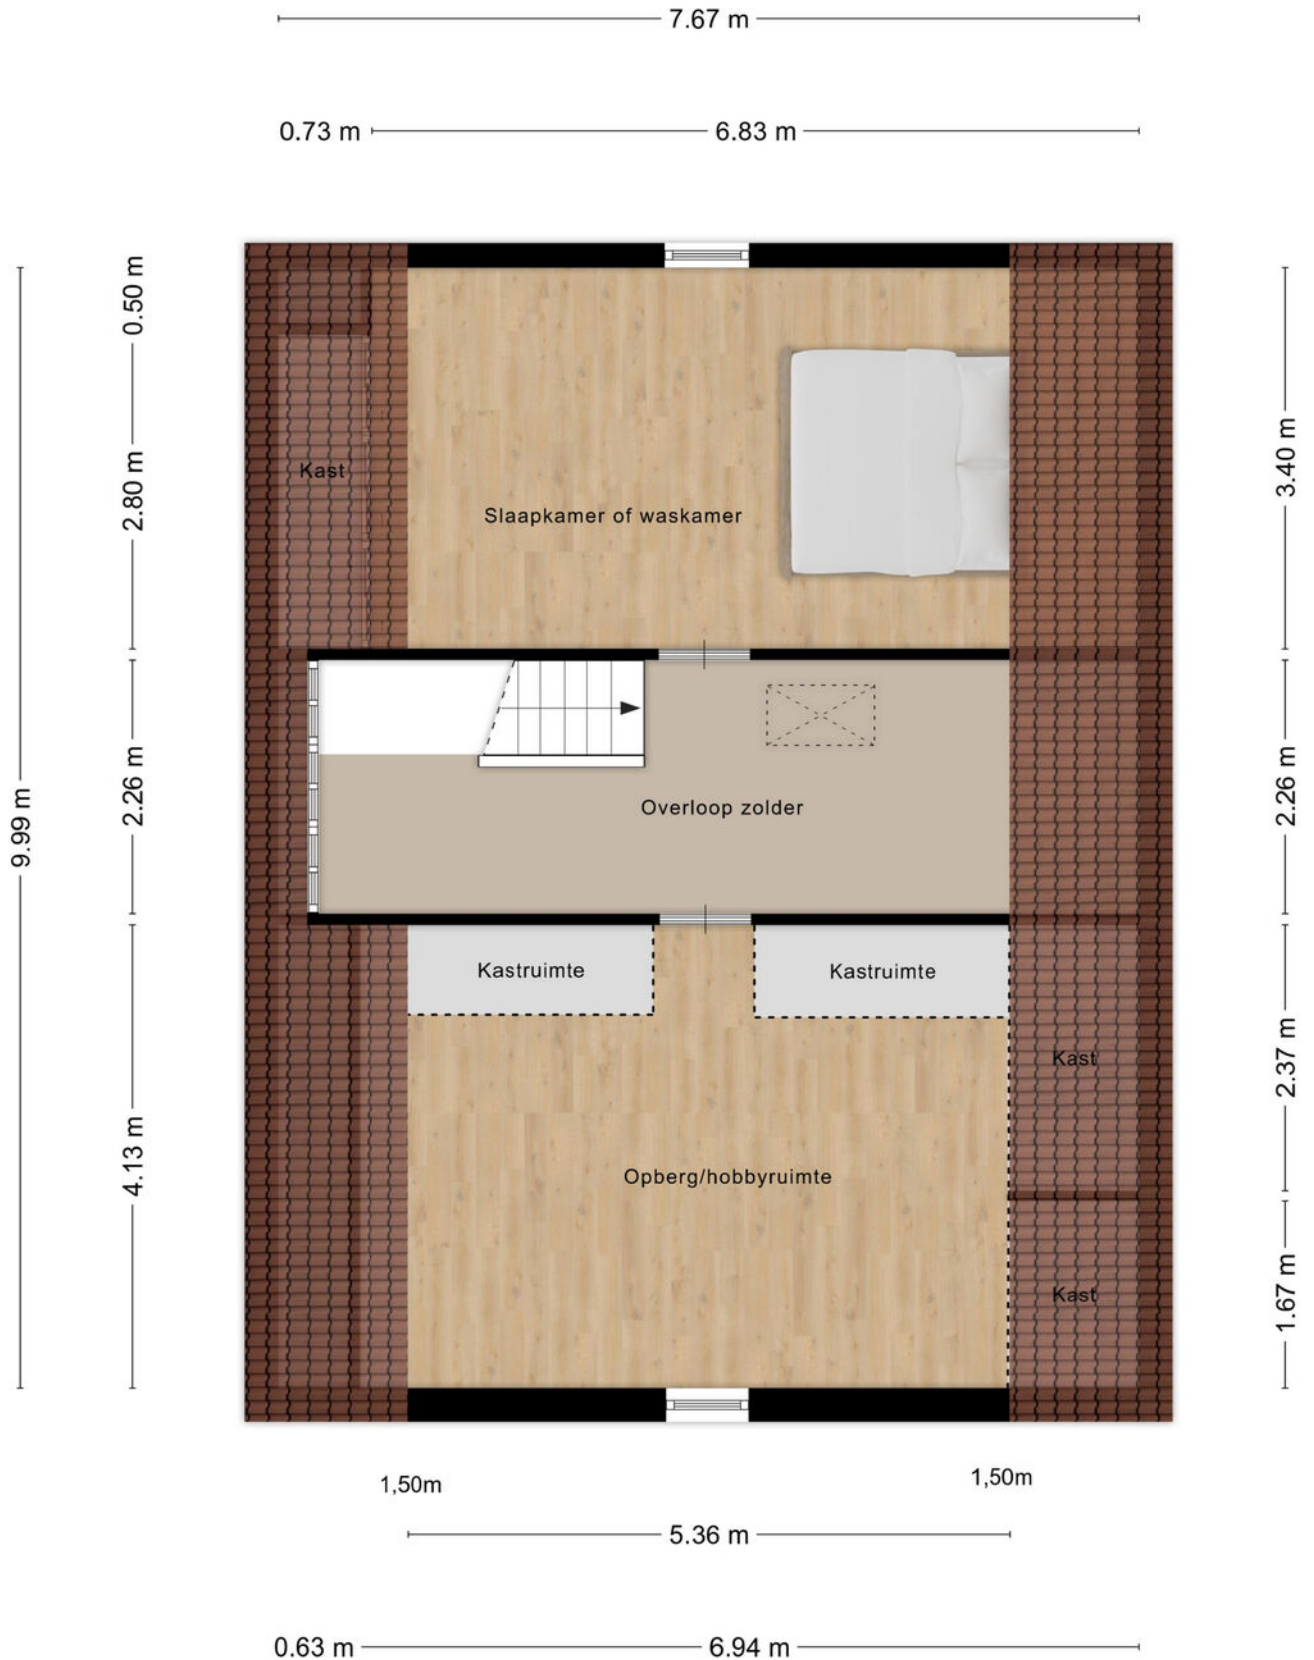 7.67 m
0.73 m
6.83 m
0.50 m
3.40 m
Kast
2.80 m
Slaapkamer of waskamer
9.99 m
2.26 m
2.26 m
Overloop zolder
Kastruimte
Kastruimte
Kast
2.37 m
4.13 m
Opberg/hobbyruimte
Kast
1.67 m
1,50m
1,50m
5.36 m
0.63 m
6.94 m